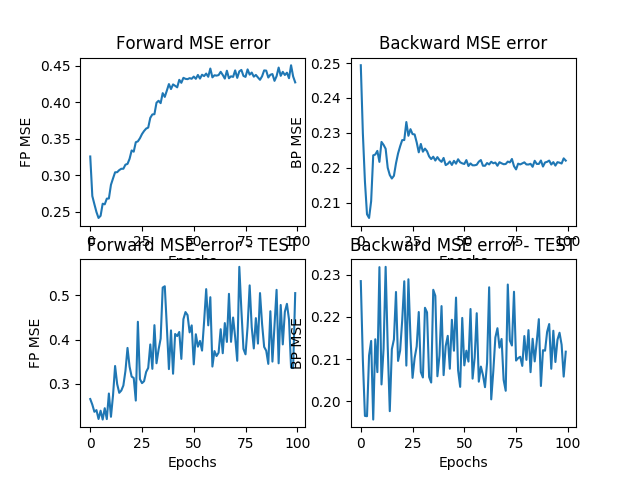 Forward MSE error
Backward MSE error
FP MSE
0.45
0.40
0.35
0.30
0.25
0 25 50 75 100
Epochs
BP MSE
0.25
0.24
0.23
0.22
0.21
0 25 50 75 100
Epochs
Forward MSE error - TEST
Backward MSE error - TEST
FP MSE
0.5
0.4
0.3
0 25 50 75 100
Epochs
BP MSE
0.23
0.22
0.21
0.20
0 25 50 75 100
Epochs